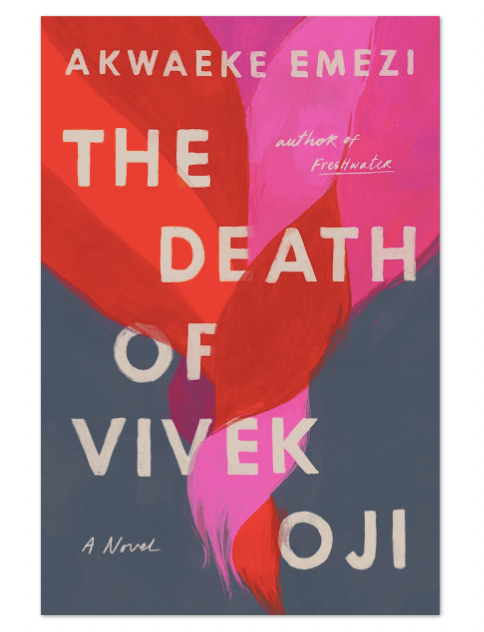 AKWAEKE EMEZI
THE
author of
Freshwater
DEATH
OF
VIVEK
A Novel
OJI